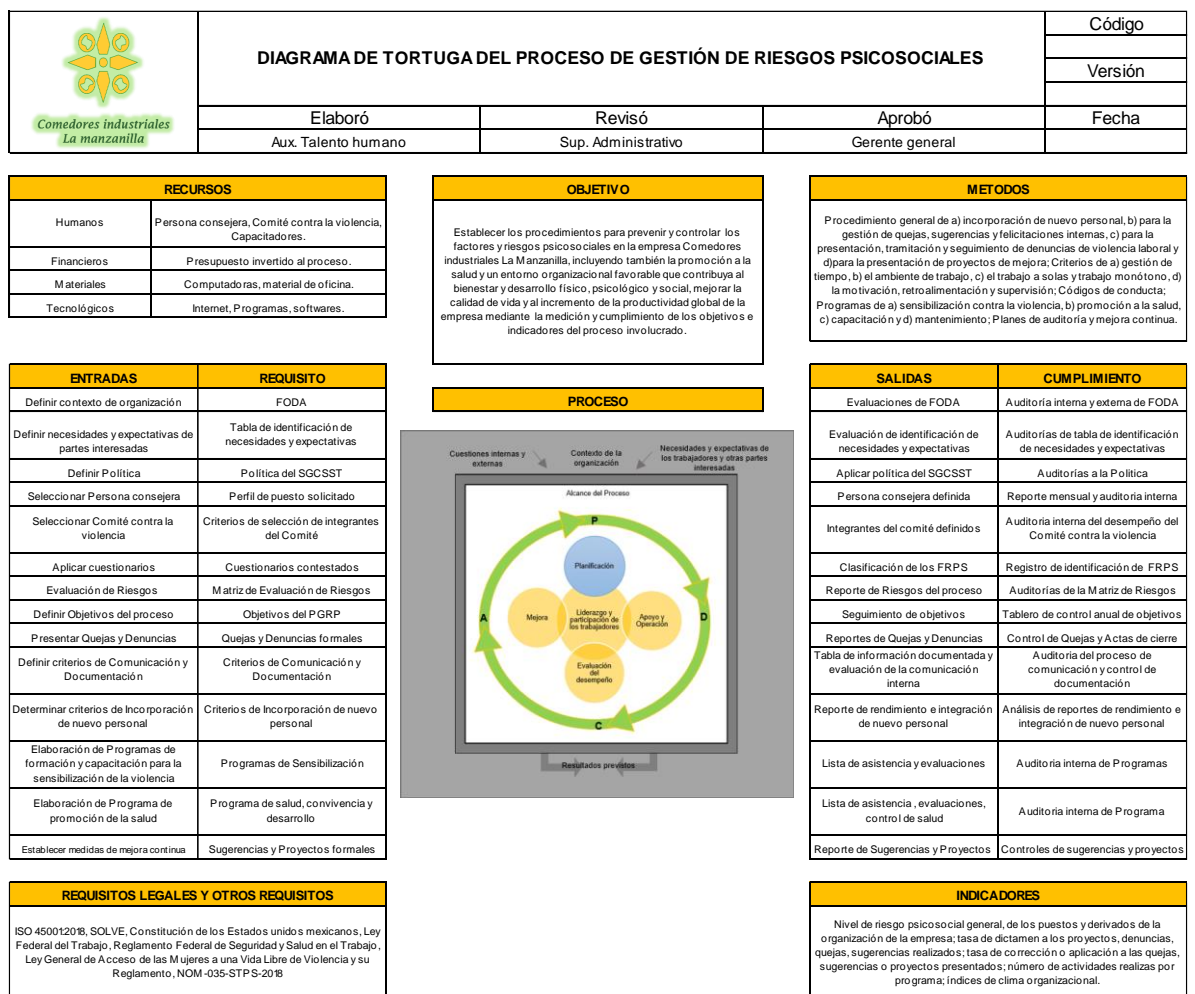 Comedores industriales
La manzanilla
DIAGRAMA DE TORTUGA DEL PROCESO DE GESTIÓN DE RIESGOS PSICOSOCIALES
Código
Versión
Elaboró
Revisó
Aprobó
Fecha
Aux. Talento humano
Sup. Administrativo
Gerente general
RECURSOS
Humanos
Persona consejera, Comité contra la violencia,
Capacitadores.
Financieros
Presupuesto invertido al proceso.
Materiales
Computadoras, material de oficina.
Tecnológicos
Internet, Programas, softwares.
OBJETIVO
Establecer los procedimientos para prevenir y controlar los
factores y riesgos psicosociales en la empresa Comedores
industriales La Manzanilla, incluyendo también la promoción a la
salud y un entorno organizacional favorable que contribuya al
bienestar y desarrollo físico, psicológico y social, mejorar la
calidad de vida y al incremento de la productividad global de la
empresa mediante la medición y cumplimiento de los objetivos e
indicadores del proceso involucrado.
METODOS
Procedimiento general de a) incorporación de nuevo personal, b) para la
gestión de quejas, sugerencias y felicitaciones internas, c) para la
presentación, tramitación y seguimiento de denuncias de violencia laboral y
d)para la presentación de proyectos de mejora; Criterios de a) gestión de
tiempo, b) el ambiente de trabajo, c) el trabajo a solas y trabajo monótono, d)
la motivación, retroalimentación y supervisión; Códigos de conducta;
Programas de a) sensibilización contra la violencia, b) promoción a la salud,
c) capacitación y d) mantenimiento; Planes de auditoría y mejora continua.
ENTRADAS
REQUISITO
Definir contexto de organización
FODA
Definir necesidades y expectativas de
partes interesadas
Tabla de identificación de
necesidades y expectativas
Definir Política
Política del SGCSST
Seleccionar Persona consejera
Perfil de puesto solicitado
Seleccionar Comité contra la
violencia
Criterios de selección de integrantes
del Comité
Aplicar cuestionarios
Cuestionarios contestados
Evaluación de Riesgos
Matriz de Evaluación de Riesgos
Definir Objetivos del proceso
Objetivos del PGRP
Presentar Quejas y Denuncias
Quejas y Denuncias formales
Definir criterios de Comunicación y
Documentación
Criterios de Comunicación y
Documentación
Determinar criterios de Incorporación
de nuevo personal
Criterios de Incorporación de nuevo
personal
Elaboración de Programas de
formación y capacitación para la
sensibilización de la violencia
Programas de Sensibilización
Elaboración de Programa de
promoción de la salud
Programa de salud, convivencia y
desarrollo
Establecer medidas de mejora continua
Sugerencias y Proyectos formales
PROCESO
Cuestiones internas y
externas
Contexto de la
organización
Necesidades y expectativas de
los trabajadores y otras partes
interesadas
Alcance del Proceso
P
Planificación
A
Mejora
Liderazgo y
participación de
los trabajadores
Apoyo y
Operación
D
Evaluación
del
desempeño
C
Resultados previstos
SALIDAS
CUMPLIMIENTO
Evaluaciones de FODA
Auditoría interna y externa de FODA
Evaluación de identificación de
necesidades y expectativas
Auditorías de tabla de identificación
de necesidades y expectativas
Aplicar política del SGCSST
Auditorías a la Politica
Persona consejera definida
Reporte mensual y auditoria interna
Integrantes del comité definidos
Auditoria interna del desempeño del
Comité contra la violencia
Clasificación de los FRPS
Registro de identificación de FRPS
Reporte de Riesgos del proceso
Auditorías de la Matriz de Riesgos
Seguimiento de objetivos
Tablero de control anual de objetivos
Reportes de Quejas y Denuncias
Control de Quejas y Actas de cierre
Tabla de información documentada y
evaluación de la comunicación
interna
Auditoria del proceso de
comunicación y control de
documentación
Reporte de rendimiento e integración
de nuevo personal
Análisis de reportes de rendimiento e
integración de nuevo personal
Lista de asistencia y evaluaciones
Auditoria interna de Programas
Lista de asistencia , evaluaciones,
control de salud
Auditoria interna de Programa
Reporte de Sugerencias y Proyectos
Controles de sugerencias y proyectos
REQUISITOS LEGALES Y OTROS REQUISITOS
ISO 45001:2018, SOLVE, Constitución de los Estados unidos mexicanos, Ley
Federal del Trabajo, Reglamento Federal de Seguridad y Salud en el Trabajo,
Ley General de Acceso de las Mujeres a una Vida Libre de Violencia y su
Reglamento, NOM-035-STPS-2018
INDICADORES
Nivel de riesgo psicosocial general, de los puestos y derivados de la
organización de la empresa; tasa de dictamen a los proyectos, denuncias,
quejas, sugerencias realizados; tasa de corrección o aplicación a las quejas,
sugerencias o proyectos presentados; número de actividades realizas por
programa; índices de clima organizacional.